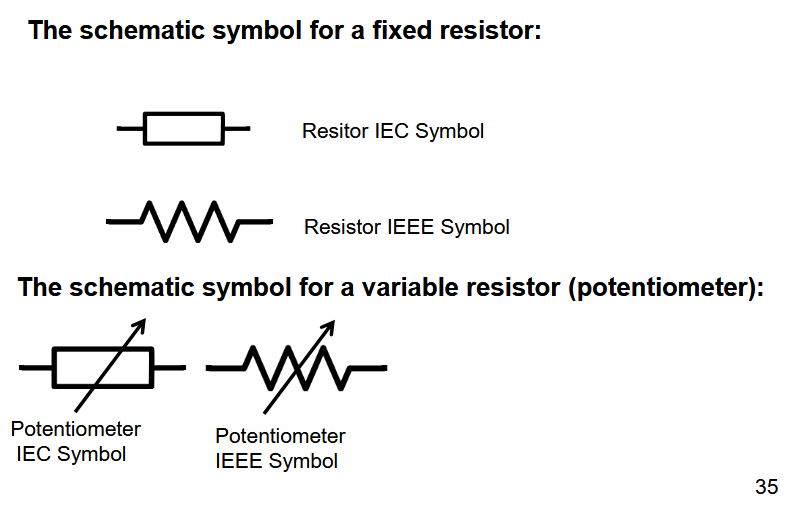 The schematic symbol for a fixed resistor:
Resitor IEC Symbol
Resistor IEEE Symbol
The schematic symbol for a variable resistor (potentiometer):
Potentiometer
IEC Symbol
Potentiometer
IEEE Symbol
35